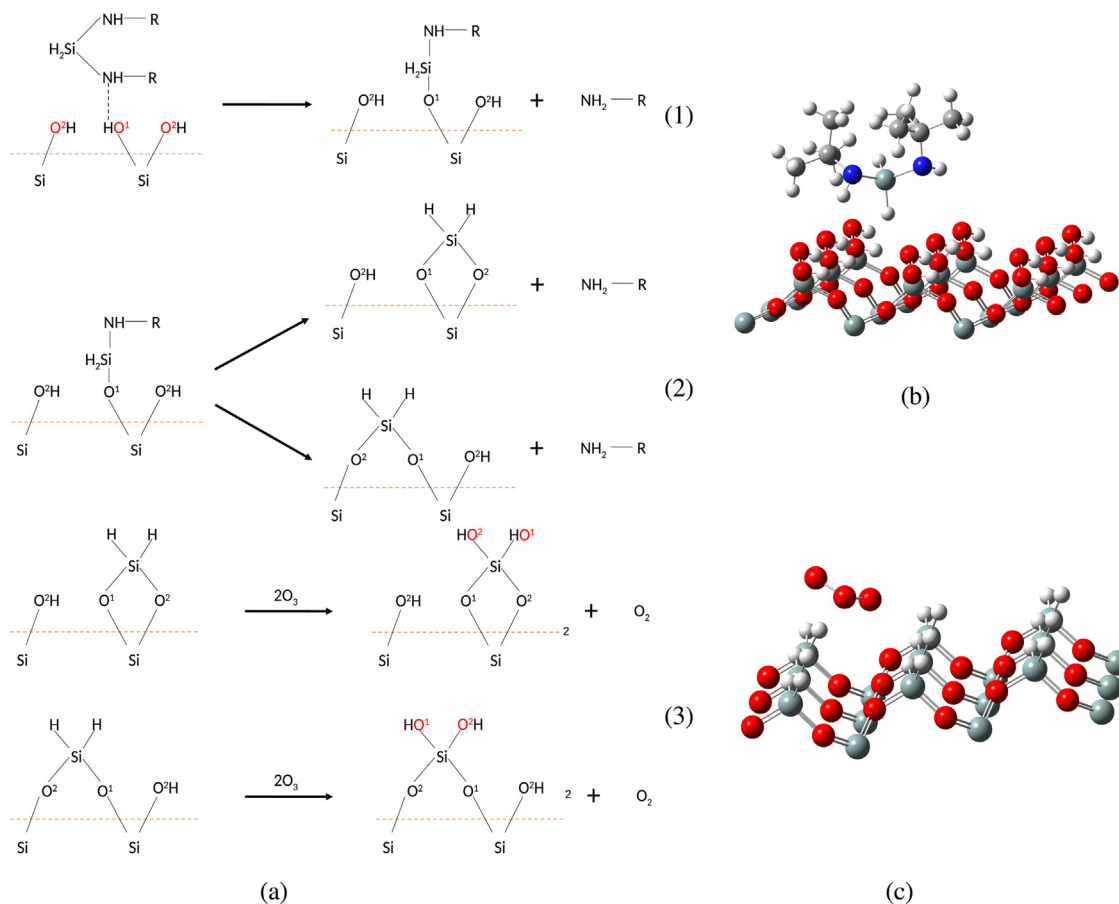 NH R
H₂Si
NH R
O²H HO¹ O²H
Si Si
NH R
H₂Si
O²H O¹ O²H
Si Si
+ NH₂ R
(1)
H H
Si
O²H O¹ O²
Si Si
+ NH₂ R
NH R
H₂Si
O²H O¹ O²H
Si Si
(2)
H H
Si
O² O¹ O²H
Si Si
+ NH₂ R
H H
Si
O²H O¹ O²
Si Si
2O₃
HO² HO¹
Si
O²H O¹ O²
Si Si
2 + O₂
(3)
H H
Si
O² O¹ O²H
Si Si
2O₃
HO¹ O²H
Si
O² O¹ O²H
Si Si
2 + O₂
(a)
(b)
(c)